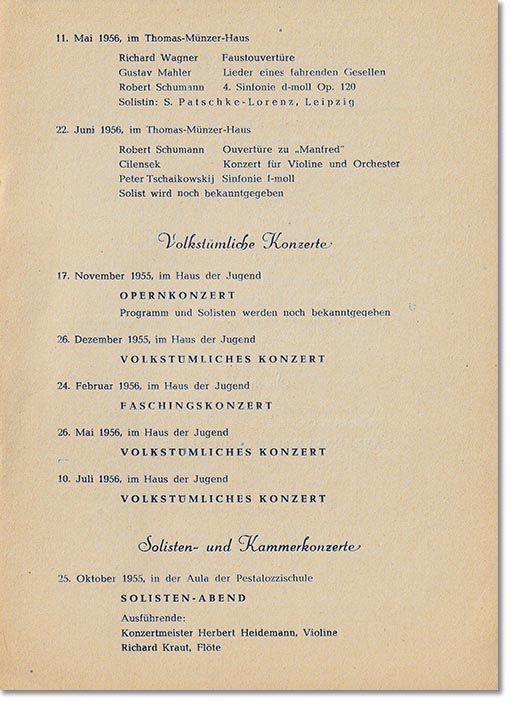 11. Mai 1956, im Thomas-Münzer-Haus
Richard Wagner Faustouvertüre
Gustav Mahler Lieder eines fahrenden Gesellen
Robert Schumann 4. Sinfonie d-moll Op. 120
Solistin: S. Patschke-Lorenz, Leipzig
22. Juni 1956, im Thomas-Münzer-Haus
Robert Schumann Ouvertüre zu „Manfred"
Cilensek Konzert für Violine und Orchester
Peter Tschaikowskij Sinfonie f-moll
Solist wird noch bekanntgegeben
Volkstümliche Konzerte
17. November 1955, im Haus der Jugend
OPERNKONZERT
Programm und Solisten werden noch bekanntgegeben
26. Dezember 1955, im Haus der Jugend
VOLKSTÜMLICHES KONZERT
24. Februar 1956, im Haus der Jugend
FASCHINGSKONZERT
26. Mai 1956, im Haus der Jugend
VOLKSTÜMLICHES KONZERT
10. Juli 1956, im Haus der Jugend
VOLKSTÜMLICHES KONZERT
Solisten- und Kammerkonzerte
25. Oktober 1955, in der Aula der Pestalozzischule
SOLISTEN-ABEND
Ausführende:
Konzertmeister Herbert Heidemann, Violine
Richard Kraut, Flöte